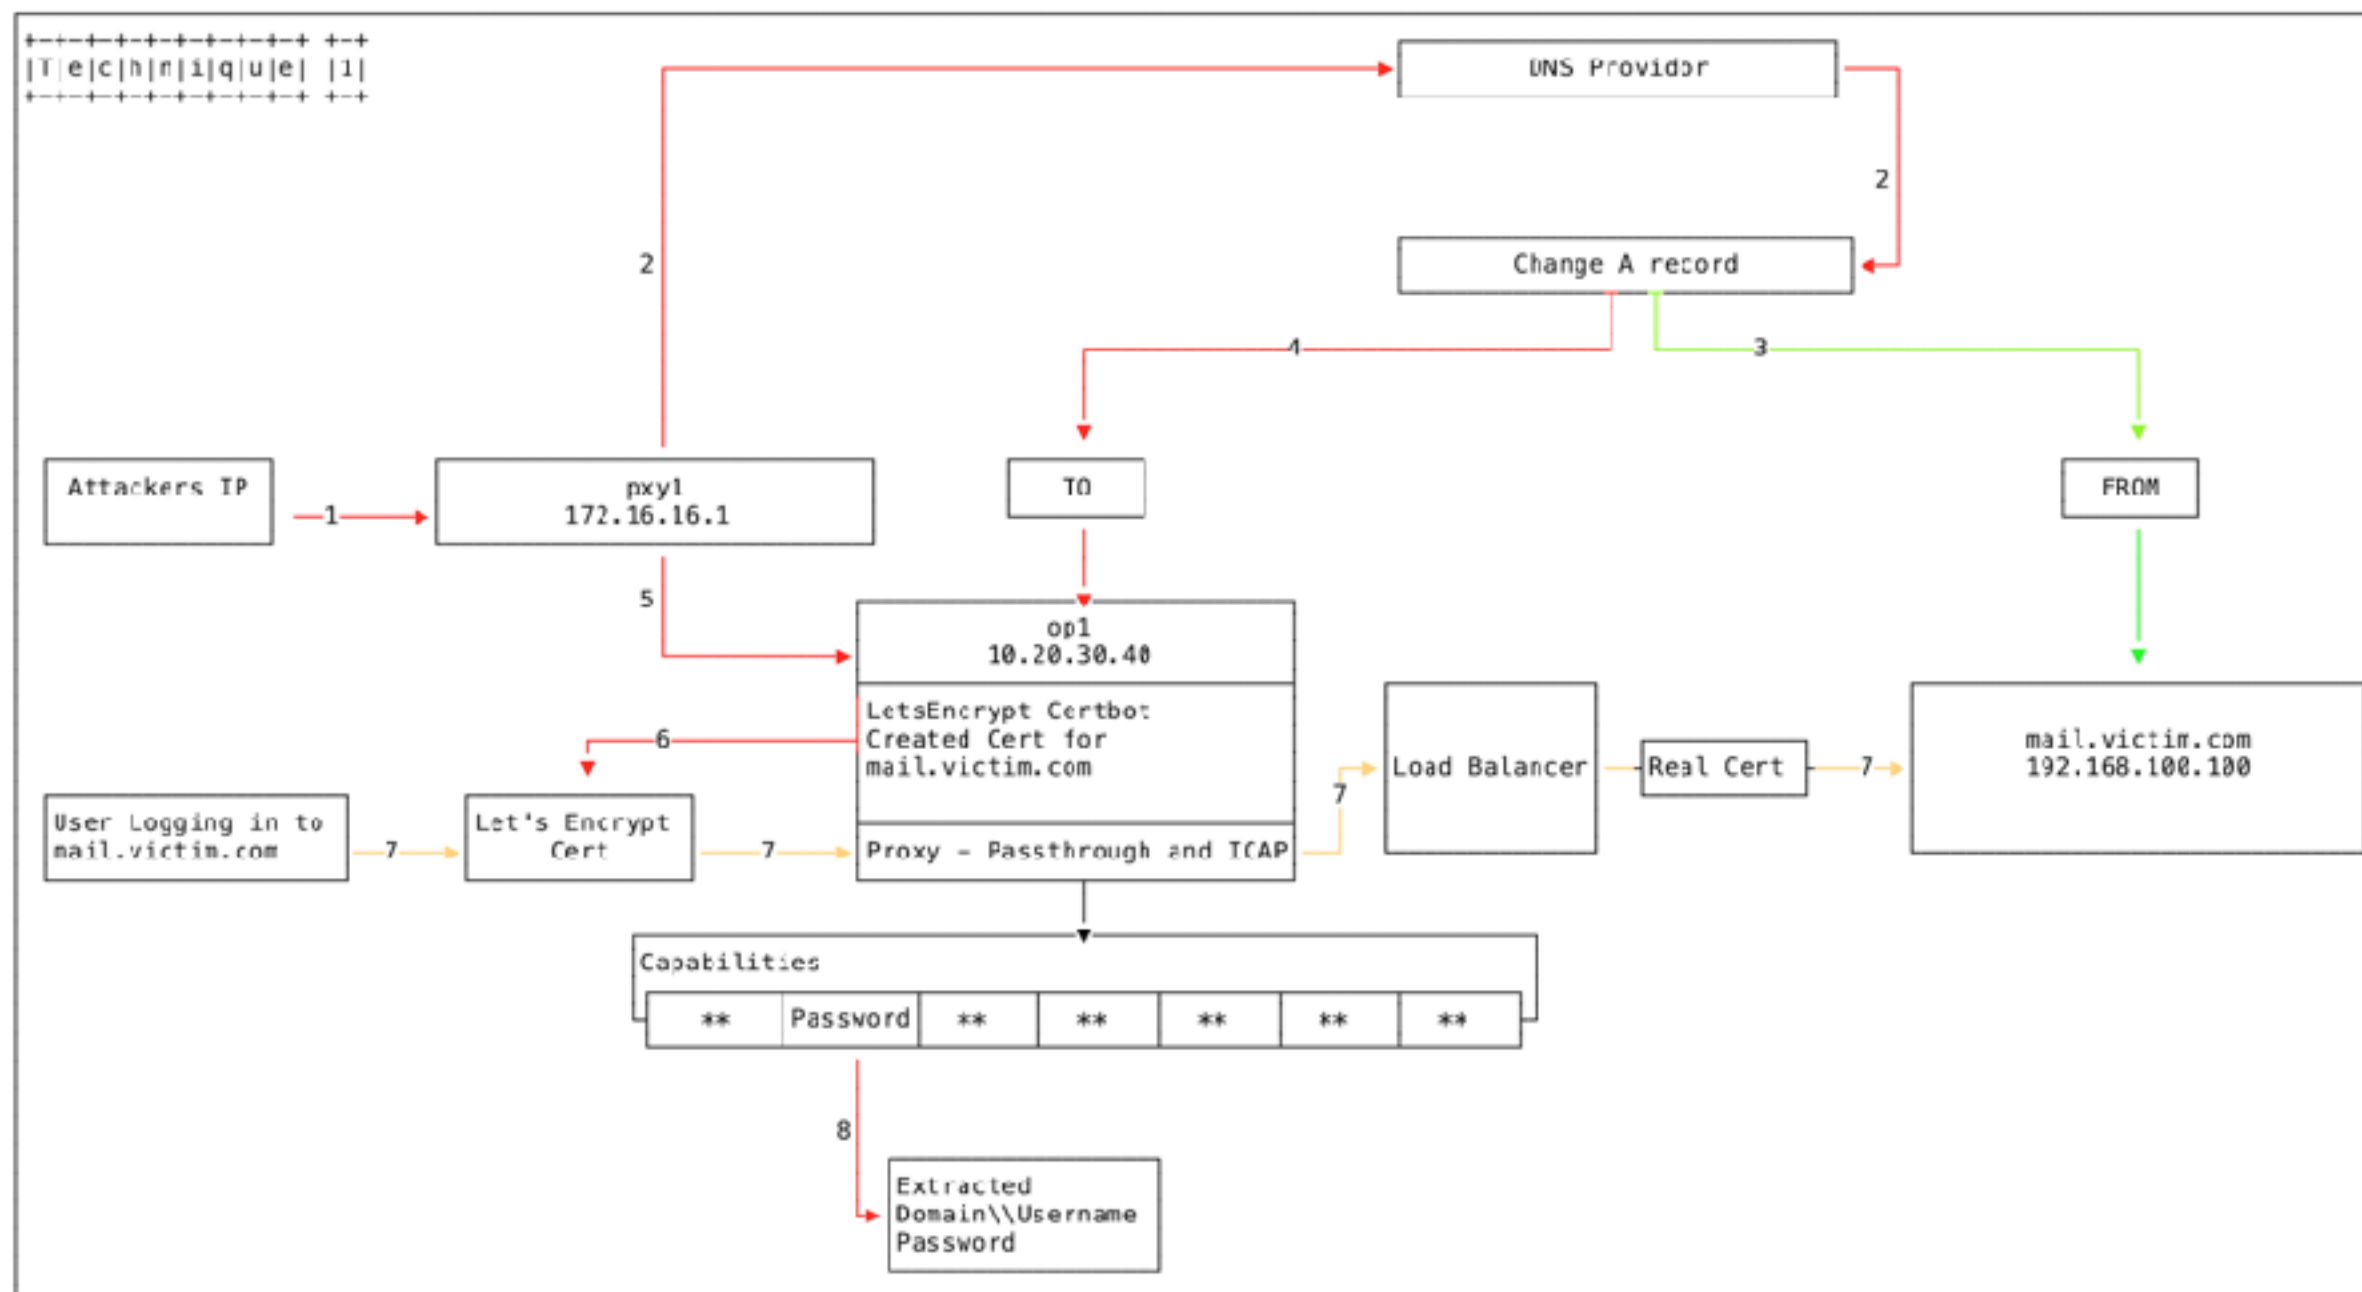 +-+-+-+-+-+-+-+-+-+ +-+
|T|e|c|h|n|i|q|u|e| |1|
+-+-+-+-+-+-+-+-+-+ +-+
DNS Providor
2
2
Change A record
4
3
Attackers IP
1
pxy1
172.16.16.1
TO
FROM
5
op1
10.20.30.40
LetsEncrypt Certbot
Created Cert for
mail.victim.com
6
Load Balancer
Real Cert
7
mail.victim.com
192.168.100.100
7
User Logging in to
mail.victim.com
7
Let's Encrypt
Cert
7
Proxy - Passthrough and ICAP
Capabilities
** Password ** ** ** ** **
8
Extracted
Domain\\Username
Password